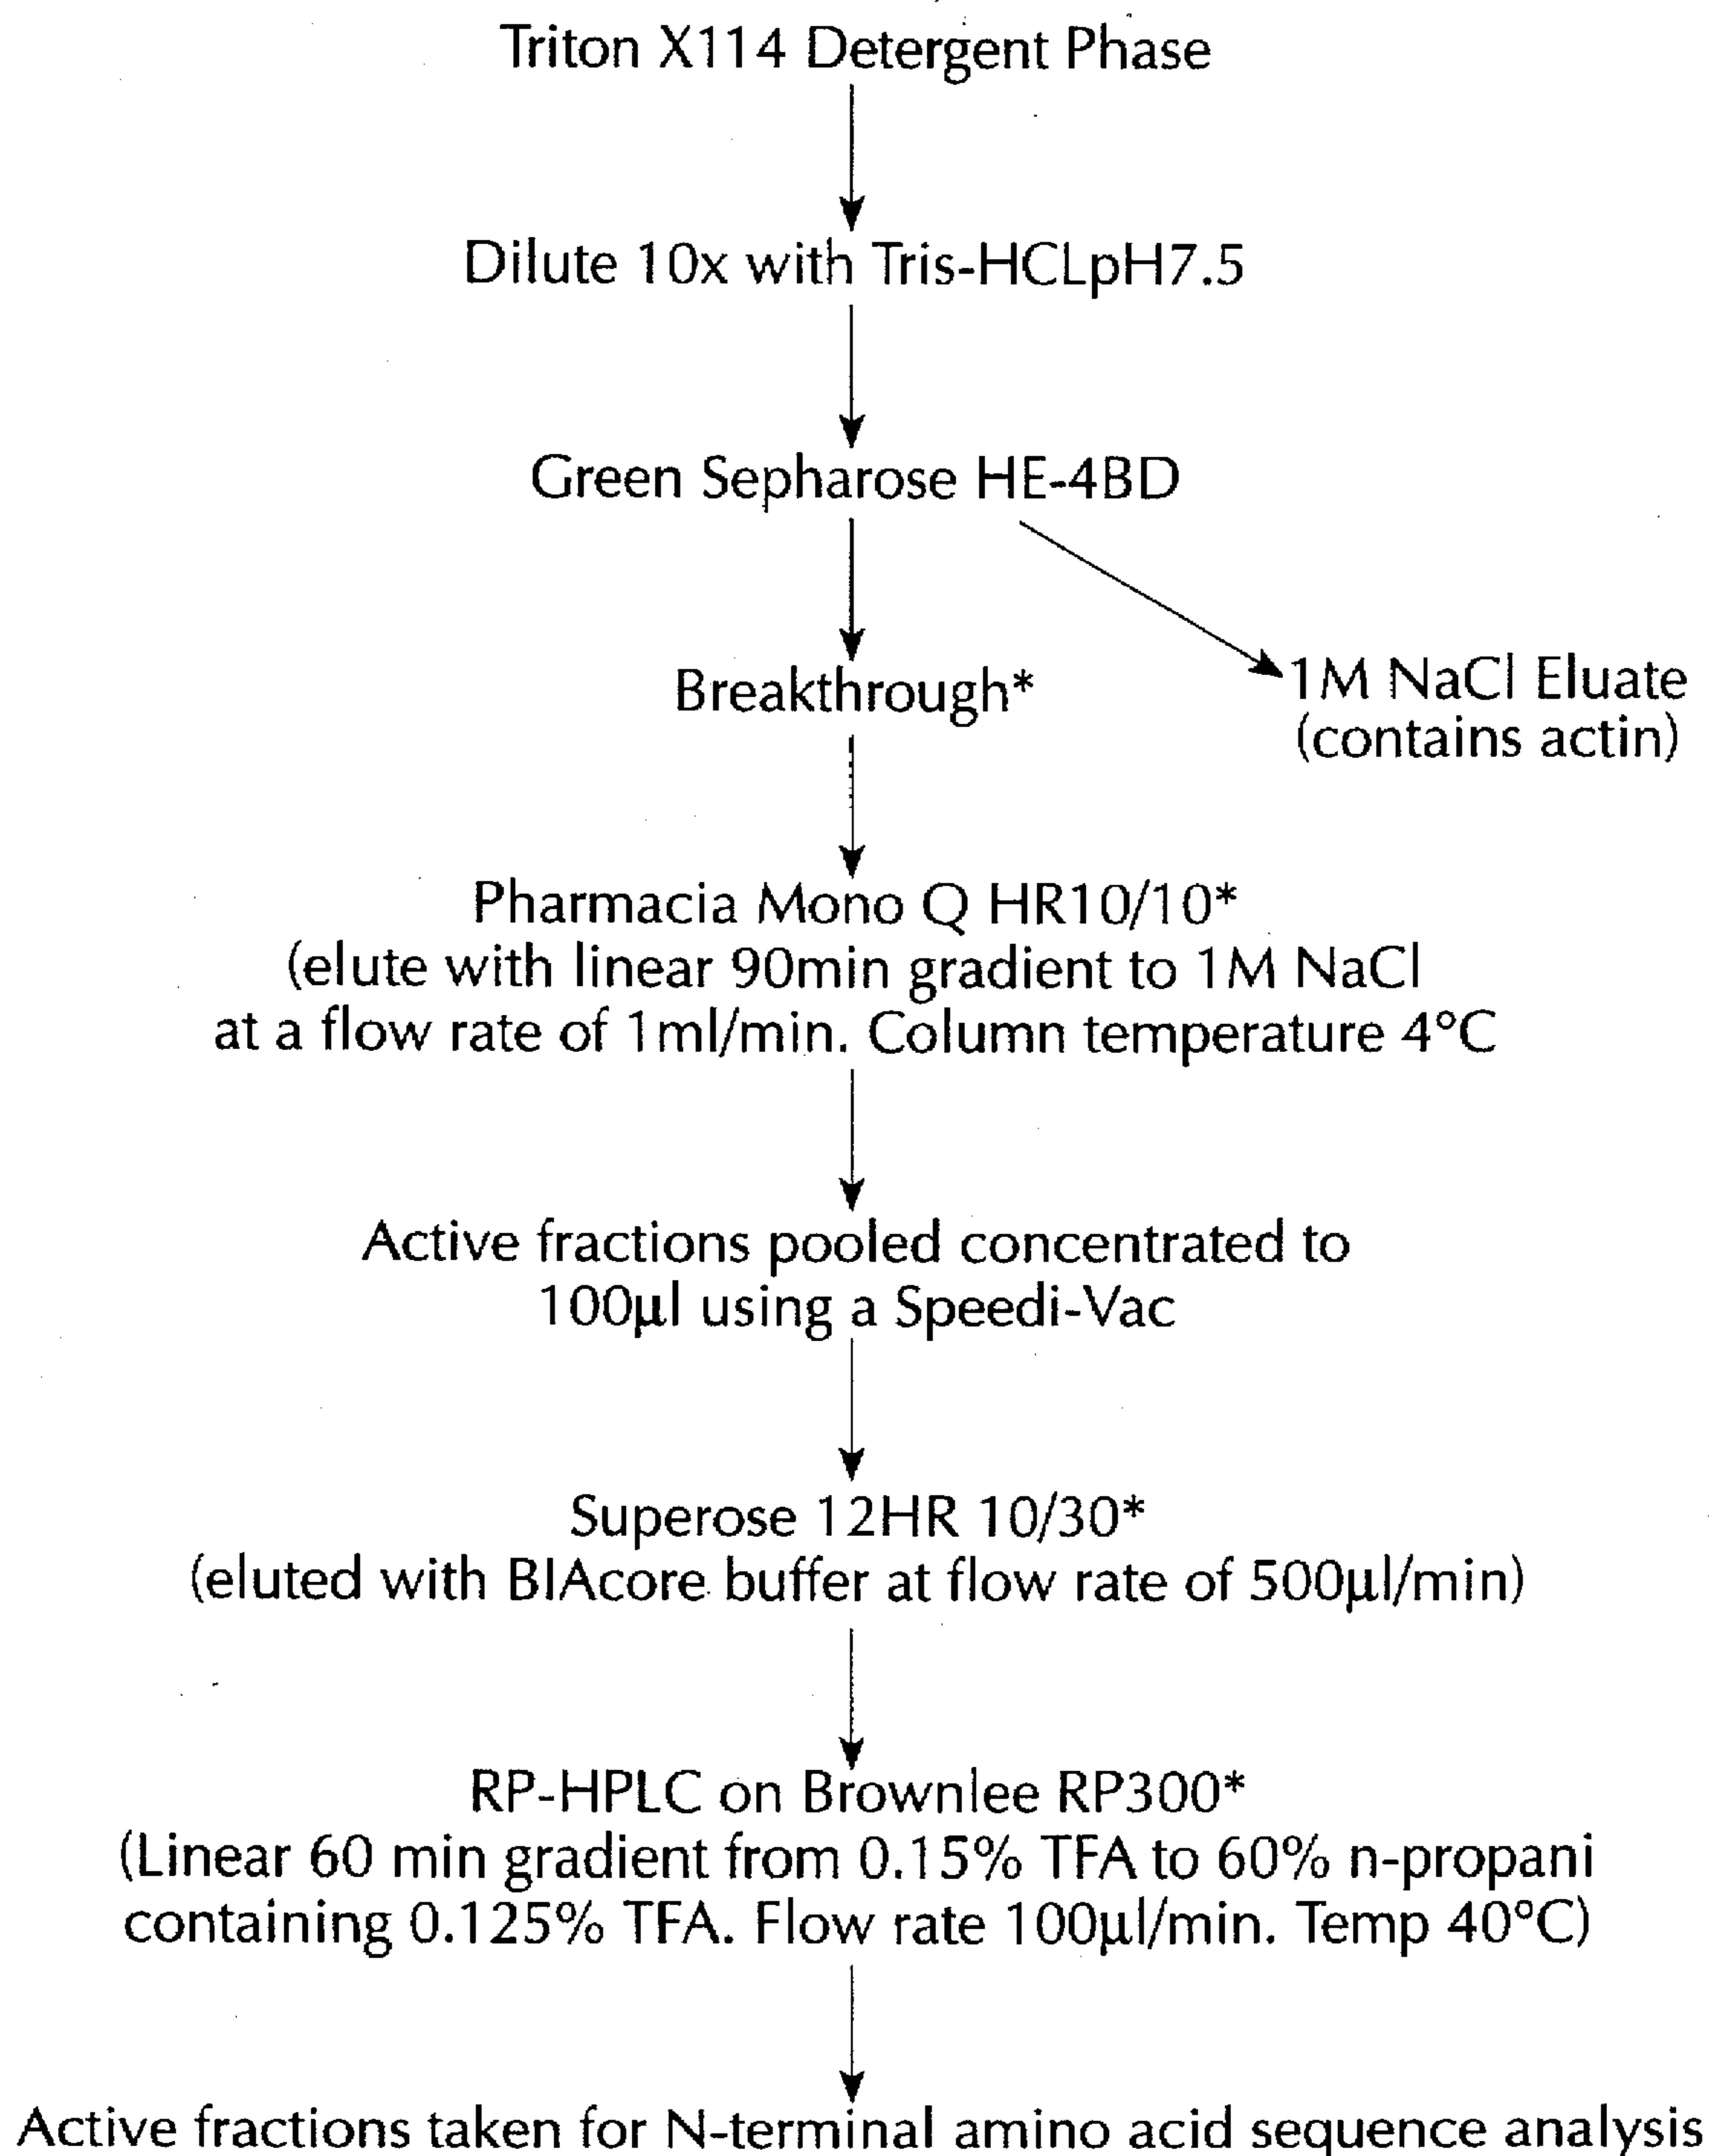 Triton X114 Detergent Phase
Dilute 10x with Tris-HCLpH7.5
Green Sepharose HE-4BD
Breakthrough*
1M NaCl Eluate
(contains actin)
Pharmacia Mono Q HR10/10*
(elute with linear 90min gradient to 1M NaCl
at a flow rate of 1ml/min. Column temperature 4°C
Active fractions pooled concentrated to
100µl using a Speedi-Vac
Superose 12HR 10/30*
(eluted with BIAcore buffer at flow rate of 500µl/min)
RP-HPLC on Brownlee RP300*
(Linear 60 min gradient from 0.15% TFA to 60% n-propani
containing 0.125% TFA. Flow rate 100µl/min. Temp 40°C)
Active fractions taken for N-terminal amino acid sequence analysis